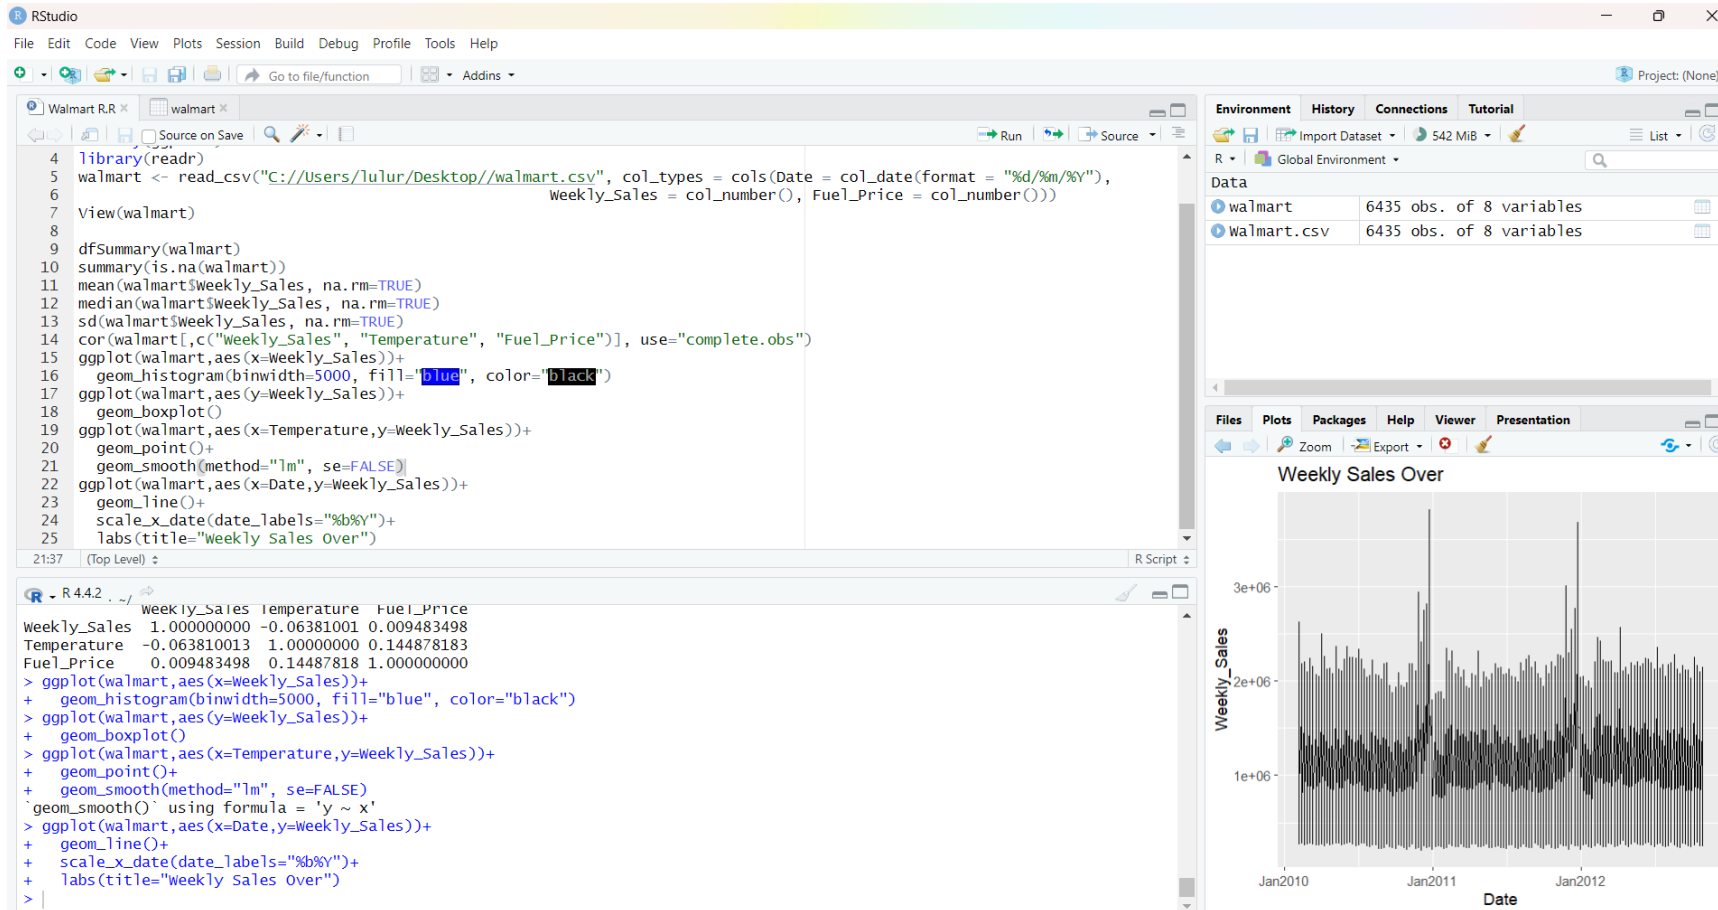 RStudio
File Edit Code View Plots Session Build Debug Profile Tools Help
Go to file/function Addins Project: (None)
Walmart R.R walmart
Source on Save Run Source
4 library(readr)
5 walmart <- read_csv("C://Users/lulur/Desktop//walmart.csv", col_types = cols(Date = col_date(format = "%d/%m/%Y"),
6 Weekly_Sales = col_number(), Fuel_Price = col_number()))
7 View(walmart)
8
9 dfSummary(walmart)
10 summary(is.na(walmart))
11 mean(walmart$Weekly_Sales, na.rm=TRUE)
12 median(walmart$Weekly_Sales, na.rm=TRUE)
13 sd(walmart$Weekly_Sales, na.rm=TRUE)
14 cor(walmart[,c("Weekly_Sales", "Temperature", "Fuel_Price")], use="complete.obs")
15 ggplot(walmart,aes(x=Weekly_Sales))+
16 geom_histogram(binwidth=5000, fill="blue", color="black")
17 ggplot(walmart,aes(y=Weekly_Sales))+
18 geom_boxplot()
19 ggplot(walmart,aes(x=Temperature,y=Weekly_Sales))+
20 geom_point()+
21 geom_smooth(method="lm", se=FALSE)
22 ggplot(walmart,aes(x=Date,y=Weekly_Sales))+
23 geom_line()+
24 scale_x_date(date_labels="%b%Y")+
25 labs(title="Weekly Sales Over")
21:37 (Top Level) R Script
R 4.4.2 . ~/
Weekly_Sales Temperature Fuel_Price
Weekly_Sales 1.000000000 -0.06381001 0.009483498
Temperature -0.063810013 1.00000000 0.144878183
Fuel_Price 0.009483498 0.14487818 1.000000000
> ggplot(walmart,aes(x=Weekly_Sales))+
+ geom_histogram(binwidth=5000, fill="blue", color="black")
> ggplot(walmart,aes(y=Weekly_Sales))+
+ geom_boxplot()
> ggplot(walmart,aes(x=Temperature,y=Weekly_Sales))+
+ geom_point()+
+ geom_smooth(method="lm", se=FALSE)
`geom_smooth()` using formula = 'y ~ x'
> ggplot(walmart,aes(x=Date,y=Weekly_Sales))+
+ geom_line()+
+ scale_x_date(date_labels="%b%Y")+
+ labs(title="Weekly Sales Over")
>
Environment History Connections Tutorial
Import Dataset 542 MiB List
R Global Environment
Data
walmart 6435 obs. of 8 variables
Walmart.csv 6435 obs. of 8 variables
Files Plots Packages Help Viewer Presentation
Zoom Export
Weekly Sales Over
3e+06
2e+06
1e+06
Weekly_Sales
Jan2010 Jan2011 Jan2012
Date